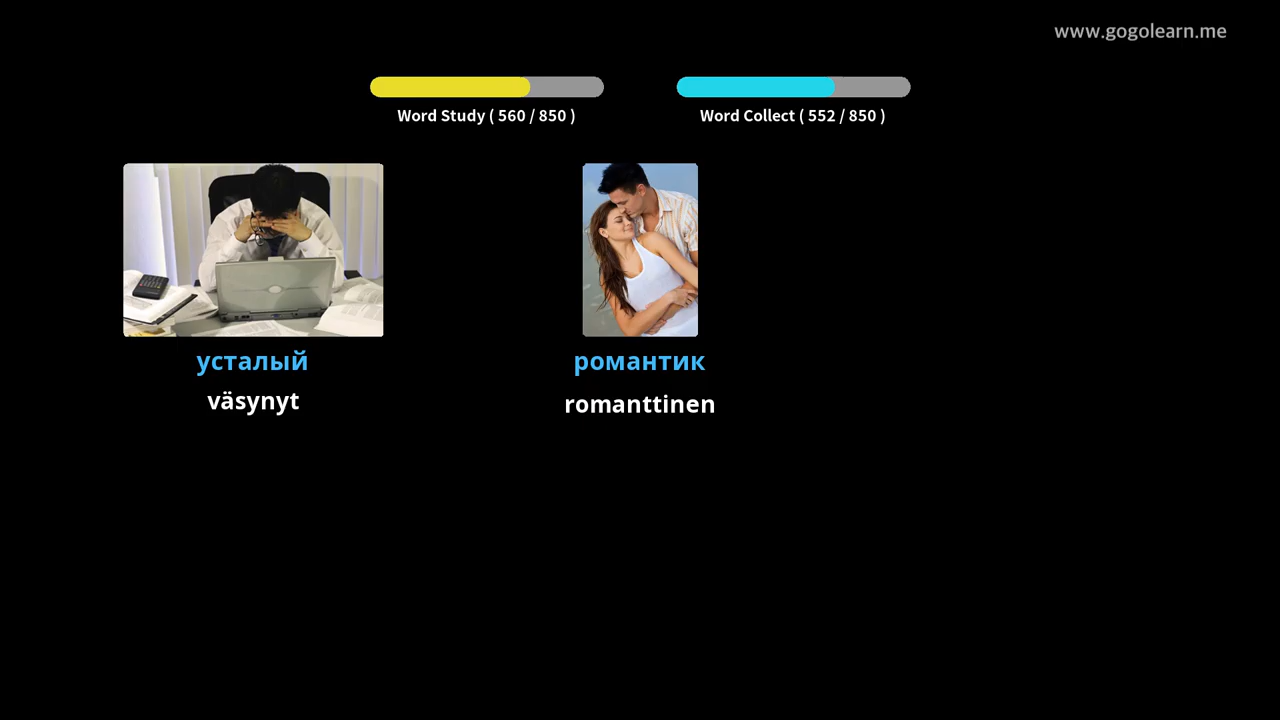 www.gogolearn.me
Word Study ( 560 / 850 )
Word Collect ( 552 / 850 )
усталый
väsynyt
романтик
romanttinen